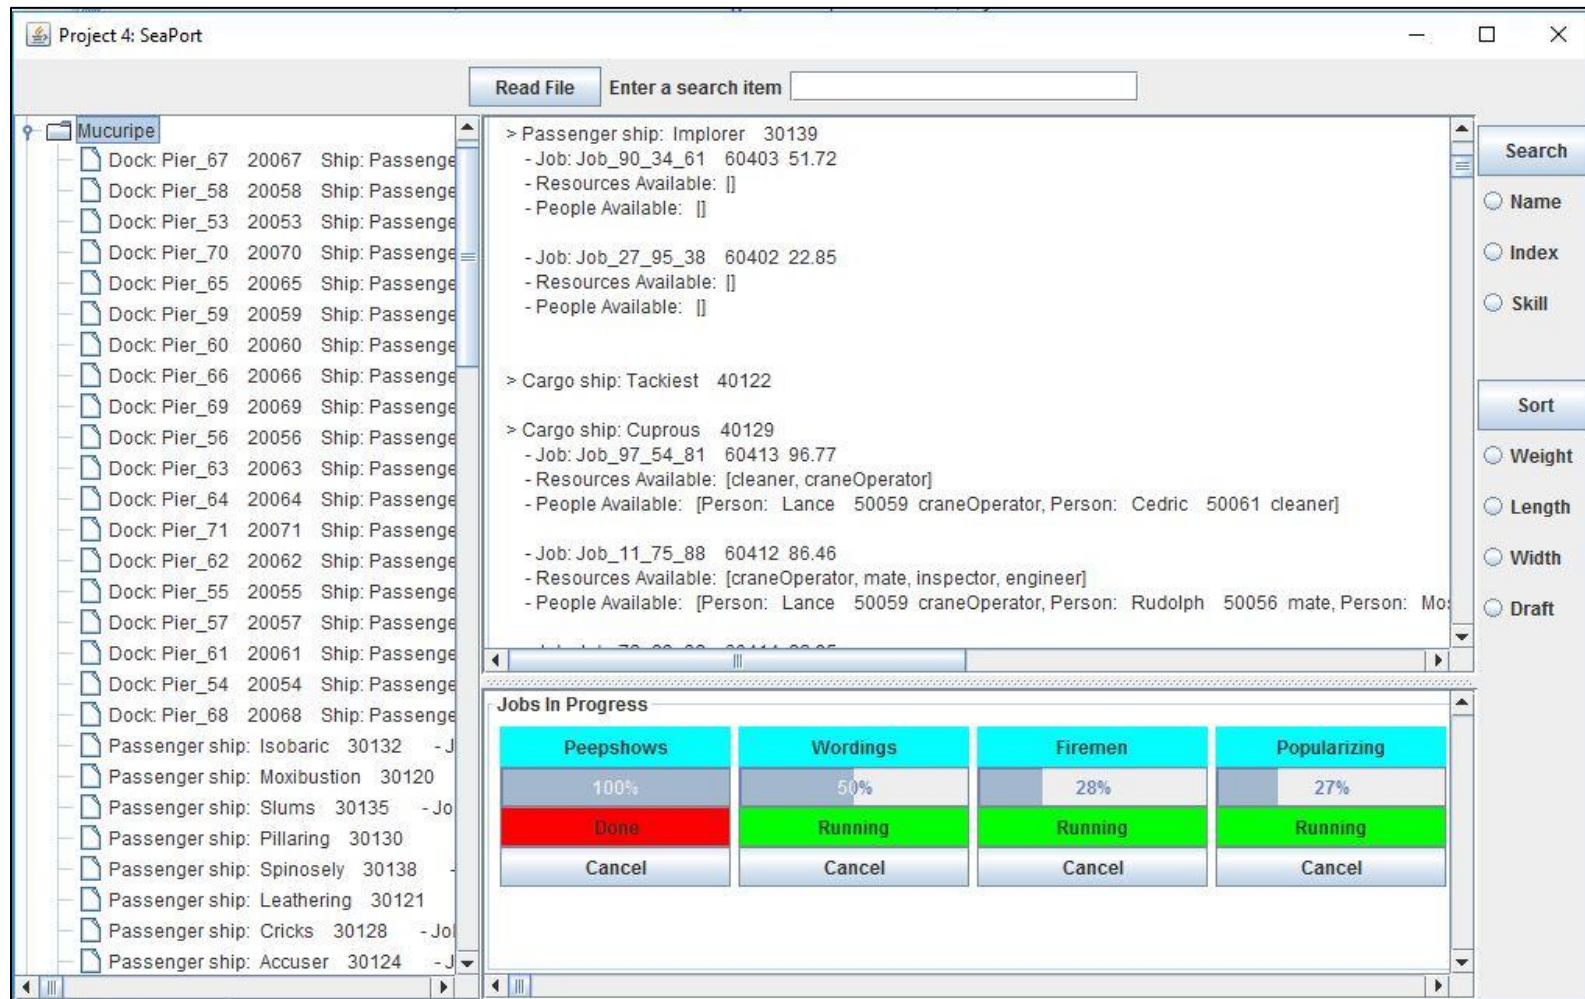 Project 4: SeaPort
Read File Enter a search item
Mucuripe
Dock: Pier_67 20067 Ship: Passenge
Dock: Pier_58 20058 Ship: Passenge
Dock: Pier_53 20053 Ship: Passenge
Dock: Pier_70 20070 Ship: Passenge
Dock: Pier_65 20065 Ship: Passenge
Dock: Pier_59 20059 Ship: Passenge
Dock: Pier_60 20060 Ship: Passenge
Dock: Pier_66 20066 Ship: Passenge
Dock: Pier_69 20069 Ship: Passenge
Dock: Pier_56 20056 Ship: Passenge
Dock: Pier_63 20063 Ship: Passenge
Dock: Pier_64 20064 Ship: Passenge
Dock: Pier_71 20071 Ship: Passenge
Dock: Pier_62 20062 Ship: Passenge
Dock: Pier_55 20055 Ship: Passenge
Dock: Pier_57 20057 Ship: Passenge
Dock: Pier_61 20061 Ship: Passenge
Dock: Pier_54 20054 Ship: Passenge
Dock: Pier_68 20068 Ship: Passenge
Passenger ship: Isobaric 30132 - J
Passenger ship: Moxibustion 30120
Passenger ship: Slums 30135 - Jo
Passenger ship: Pillaring 30130
Passenger ship: Spinosely 30138 -
Passenger ship: Leathering 30121
Passenger ship: Cricks 30128 - Jol
Passenger ship: Accuser 30124 - J
> Passenger ship: Implorer 30139
- Job: Job_90_34_61 60403 51.72
- Resources Available: []
- People Available: []
- Job: Job_27_95_38 60402 22.85
- Resources Available: []
- People Available: []
> Cargo ship: Tackiest 40122
> Cargo ship: Cuprous 40129
- Job: Job_97_54_81 60413 96.77
- Resources Available: [cleaner, craneOperator]
- People Available: [Person: Lance 50059 craneOperator, Person: Cedric 50061 cleaner]
- Job: Job_11_75_88 60412 86.46
- Resources Available: [craneOperator, mate, inspector, engineer]
- People Available: [Person: Lance 50059 craneOperator, Person: Rudolph 50056 mate, Person: Mos
Jobs In Progress
Peepshows Wordings Firemen Popularizing
100% 50% 28% 27%
Done Running Running Running
Cancel Cancel Cancel Cancel
Search
Name
Index
Skill
Sort
Weight
Length
Width
Draft